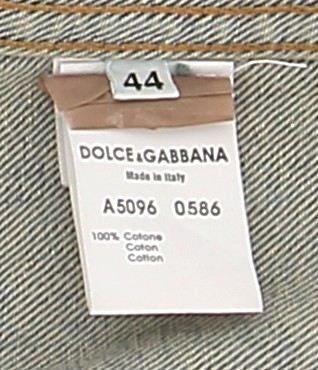 44
DOLCE&GABBANA
Made in Italy
A5096 0586
100% Cotone
Coton
Cotton